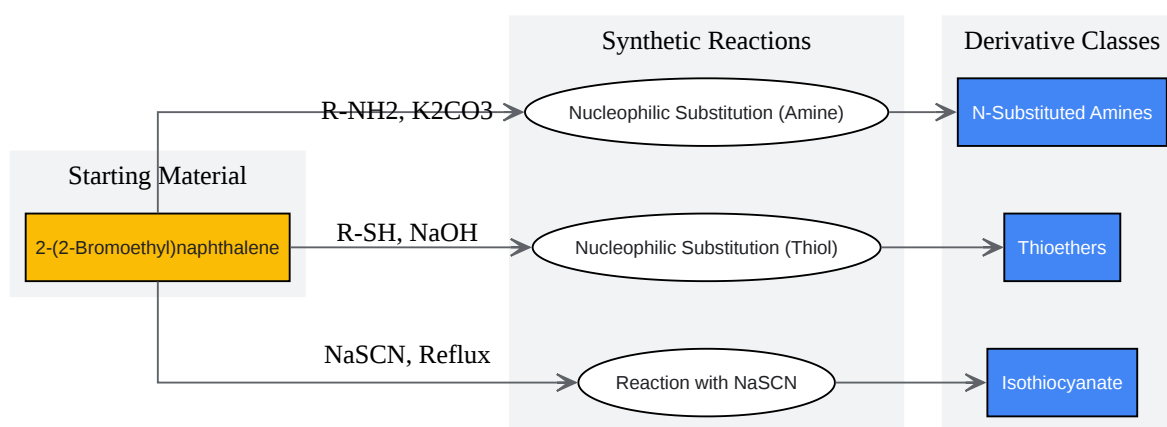 Synthetic Reactions
Derivative Classes
R-NH2, K2CO3
Nucleophilic Substitution (Amine)
N-Substituted Amines
Starting Material
2-(2-Bromoethyl)naphthalene
R-SH, NaOH
Nucleophilic Substitution (Thiol)
Thioethers
NaSCN, Reflux
Reaction with NaSCN
Isothiocyanate